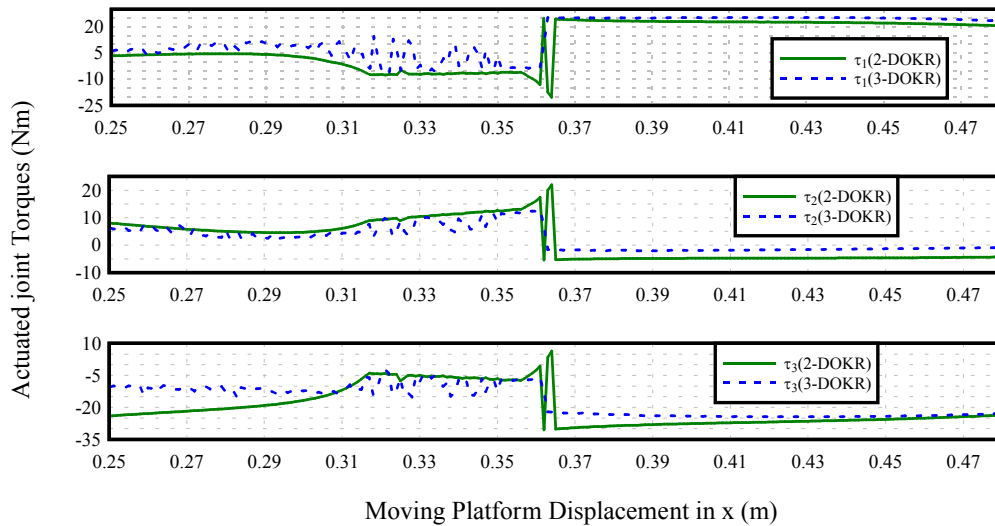 20
5
-10
-25
τ1(2-DOKR)
τ1(3-DOKR)
0.25 0.27 0.29 0.31 0.33 0.35 0.37 0.39 0.41 0.43 0.45 0.47
Actuated joint Torques (Nm)
20
10
0
-10
τ2(2-DOKR)
τ2(3-DOKR)
0.25 0.27 0.29 0.31 0.33 0.35 0.37 0.39 0.41 0.43 0.45 0.47
10
-5
-20
-35
τ3(2-DOKR)
τ3(3-DOKR)
0.25 0.27 0.29 0.31 0.33 0.35 0.37 0.39 0.41 0.43 0.45 0.47
Moving Platform Displacement in x (m)